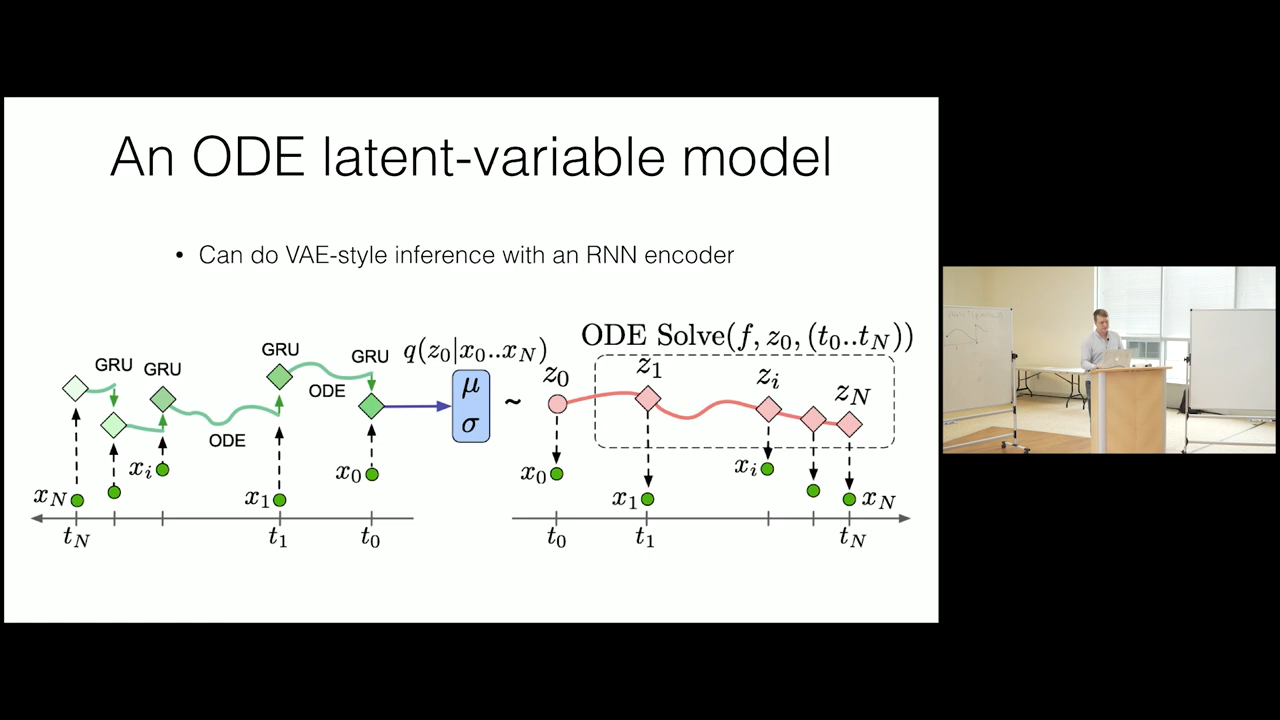 An ODE latent-variable model
• Can do VAE-style inference with an RNN encoder
ODE Solve(f, z₀, (t₀..t_N))
GRU GRU GRU GRU q(z₀|x₀..x_N)
z₀ z₁ z_i z_N
μ
σ
~
ODE ODE
x_N x_i x₁ x₀
x₀ x₁ x_i x_N
t_N t₁ t₀ t₀ t₁ t_N